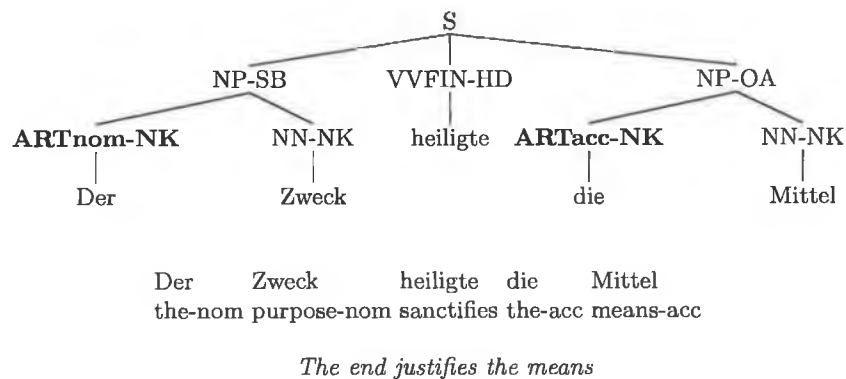 S
NP-SB VVFIN-HD NP-OA
ARTnom-NK NN-NK heiligte ARTacc-NK NN-NK
Der Zweck die Mittel
Der Zweck heiligte die Mittel
the-nom purpose-nom sanctifies the-acc means-acc
The end justifies the means